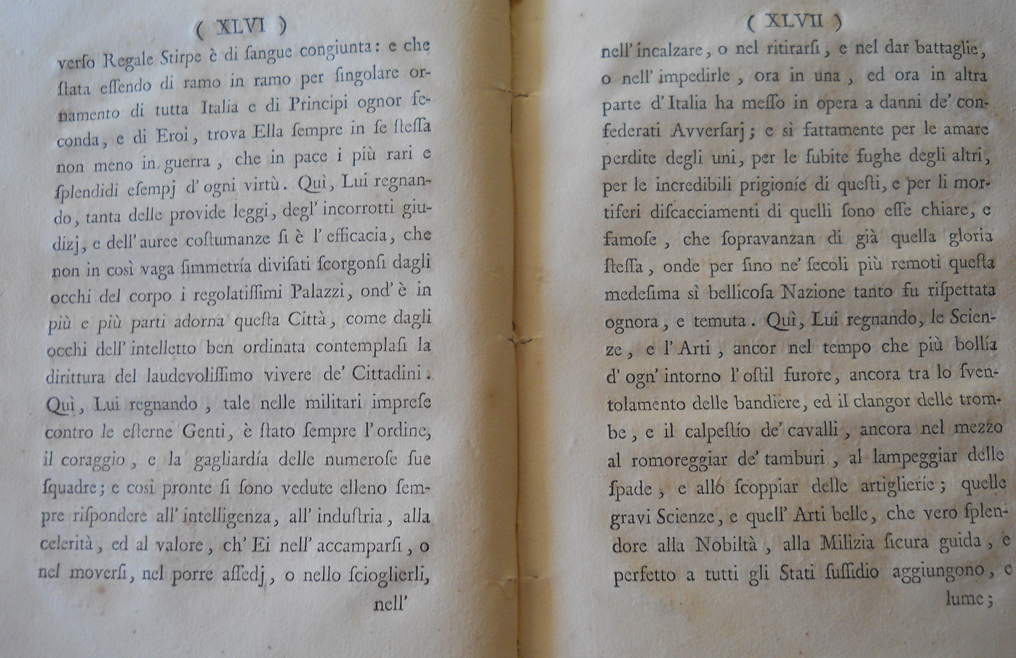 ( XLVI )
verſo Regale Stirpe è di ſangue congiunta: e che
ſtata eſſendo di ramo in ramo per ſingolare or-
namento di tutta Italia e di Principi ognor fe-
conda, e di Eroi, trova Ella ſempre in ſe ſteſſa
non meno in guerra, che in pace i più rari e
ſplendidi eſempj d'ogni virtù. Quì, Lui regnan-
do, tanta delle provide leggi, degl'incorrotti giu-
dizj, e dell'auree coſtumanze ſi è l'efficacia, che
non in così vaga ſimmetría diviſati ſcorgonſi dagli
occhi del corpo i regolatiſſimi Palazzi, ond'è in
più e più parti adorna queſta Città, come dagli
occhi dell'intelletto ben ordinata contemplaſi la
dirittura del laudevoliſſimo vivere de' Cittadini.
Quì, Lui regnando, tale nelle militari impreſe
contro le eſterne Genti, è ſtato ſempre l'ordine,
il coraggio, e la gagliardía delle numeroſe ſue
ſquadre; e così pronte ſi ſono vedute elleno ſem-
pre riſpondere all'intelligenza, all'induſtria, alla
celerità, ed al valore, ch'Ei nell'accamparſi, o
nel moverſi, nel porre aſſedj, o nello ſcioglierli,
nell'
( XLVII )
nell'incalzare, o nel ritirarſi, e nel dar battaglie,
o nell'impedirle, ora in una, ed ora in altra
parte d'Italia ha meſſo in opera a danni de' con-
federati Avverſarj; e sì fattamente per le amare
perdite degli uni, per le ſubite fughe degli altri,
per le incredibili prigioníe di queſti, e per li mor-
tiferi diſcacciamenti di quelli ſono eſſe chiare, e
famoſe, che ſopravanzan di già quella gloria
ſteſſa, onde per fino ne' ſecoli più remoti queſta
medeſima sì bellicoſa Nazione tanto fu riſpettata
ognora, e temuta. Quì, Lui regnando, le Scien-
ze, e l'Arti, ancor nel tempo che più bollía
d'ogn'intorno l'oſtil furore, ancora tra lo ſven-
tolamento delle bandiere, ed il clangor delle trom-
be, e il calpeſtío de' cavalli, ancora nel mezzo
al romoreggiar de' tamburi, al lampeggiar delle
ſpade, e allo ſcoppiar delle artiglierie; quelle
gravi Scienze, e quell'Arti belle, che vero ſplen-
dore alla Nobiltà, alla Milizia ſicura guida, e
perfetto a tutti gli Stati ſuſſidio aggiungono, e
lume;